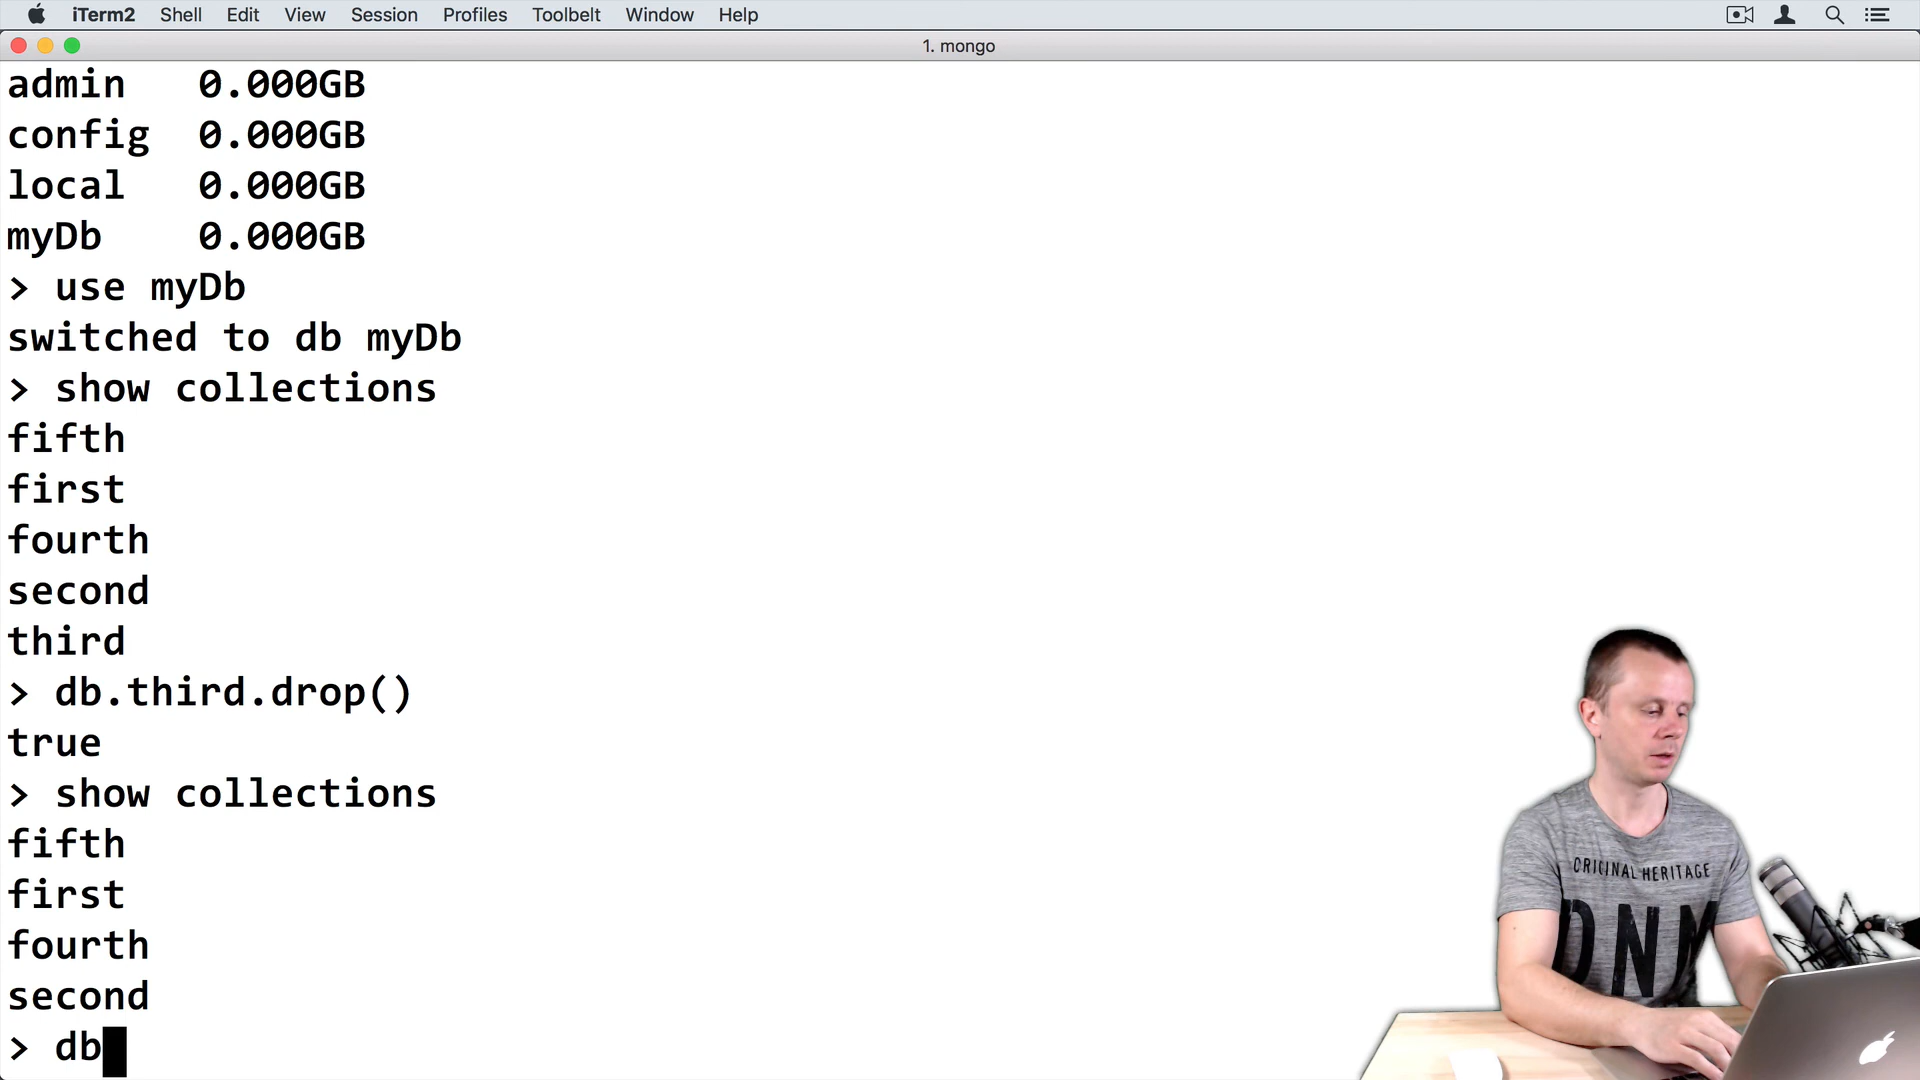 iTerm2 Shell Edit View Session Profiles Toolbelt Window Help
1. mongo
admin 0.000GB
config 0.000GB
local 0.000GB
myDb 0.000GB
> use myDb
switched to db myDb
> show collections
fifth
first
fourth
second
third
> db.third.drop()
true
> show collections
fifth
first
fourth
second
> db
ORIGINAL HERITAGE
DNM